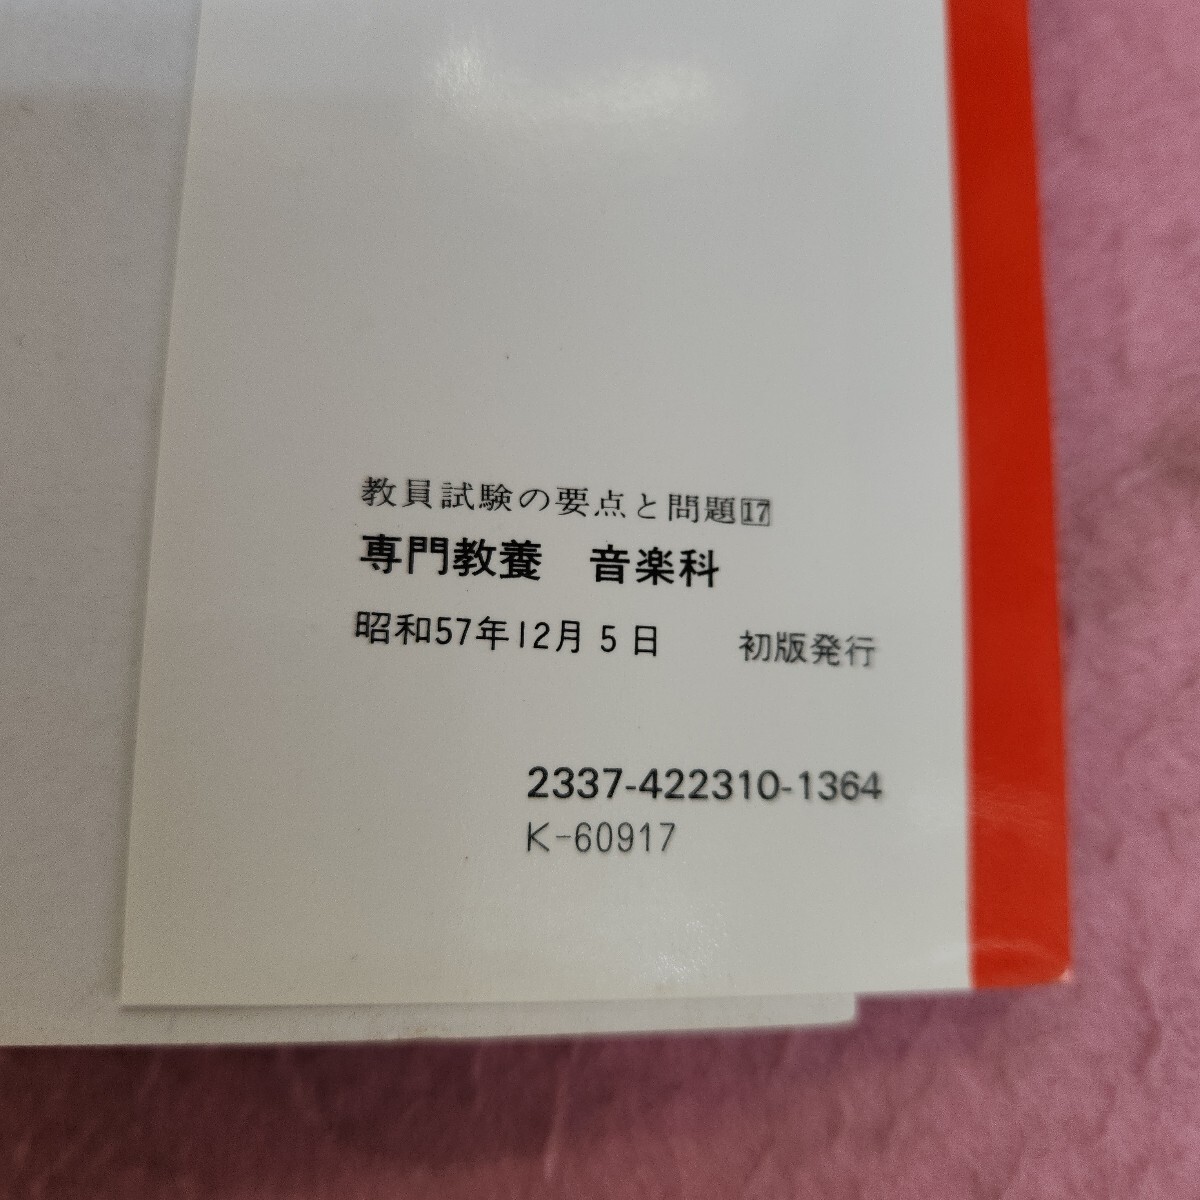 教員試験の要点と問題17
専門教養 音楽科
昭和57年12月5日 初版発行
2337-422310-1364
K-60917